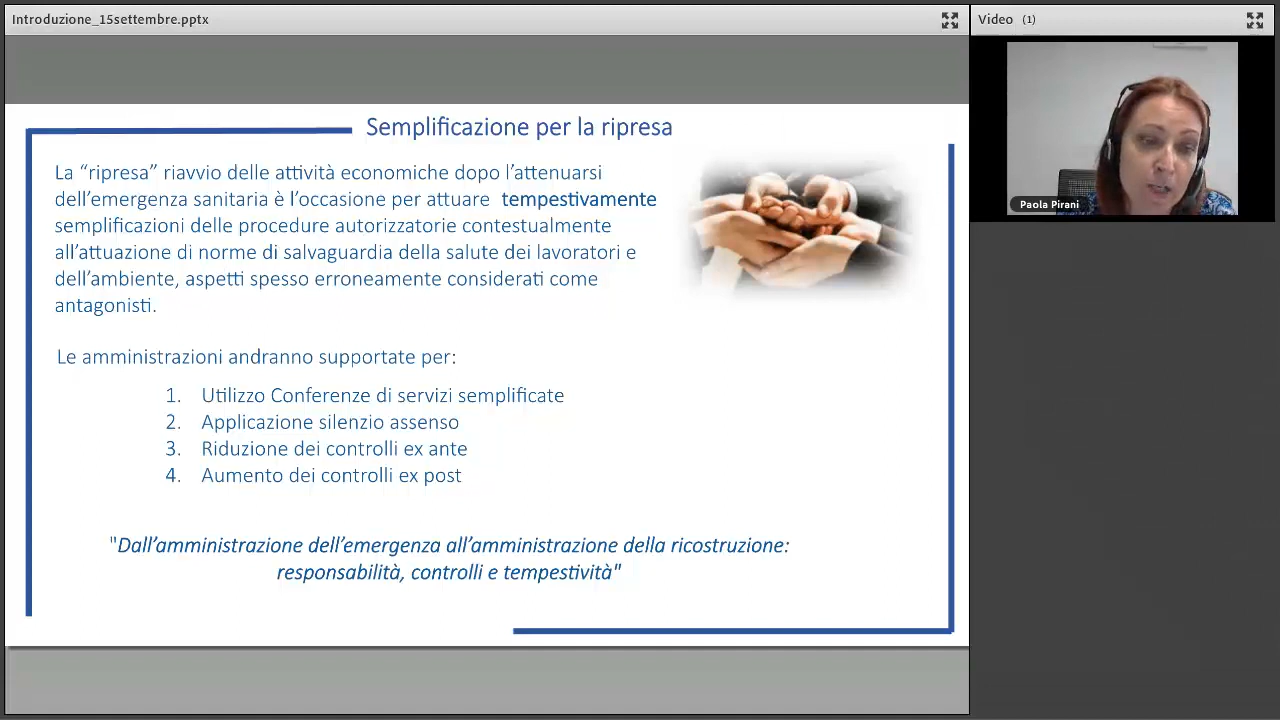 Introduzione_15settembre.pptx
Video (1)
Paola Pirani
Semplificazione per la ripresa
La “ripresa” riavvio delle attività economiche dopo l’attenuarsi
dell’emergenza sanitaria è l’occasione per attuare tempestivamente
semplificazioni delle procedure autorizzatorie contestualmente
all’attuazione di norme di salvaguardia della salute dei lavoratori e
dell’ambiente, aspetti spesso erroneamente considerati come
antagonisti.
Le amministrazioni andranno supportate per:
1. Utilizzo Conferenze di servizi semplificate
2. Applicazione silenzio assenso
3. Riduzione dei controlli ex ante
4. Aumento dei controlli ex post
"Dall’amministrazione dell’emergenza all’amministrazione della ricostruzione:
responsabilità, controlli e tempestività"